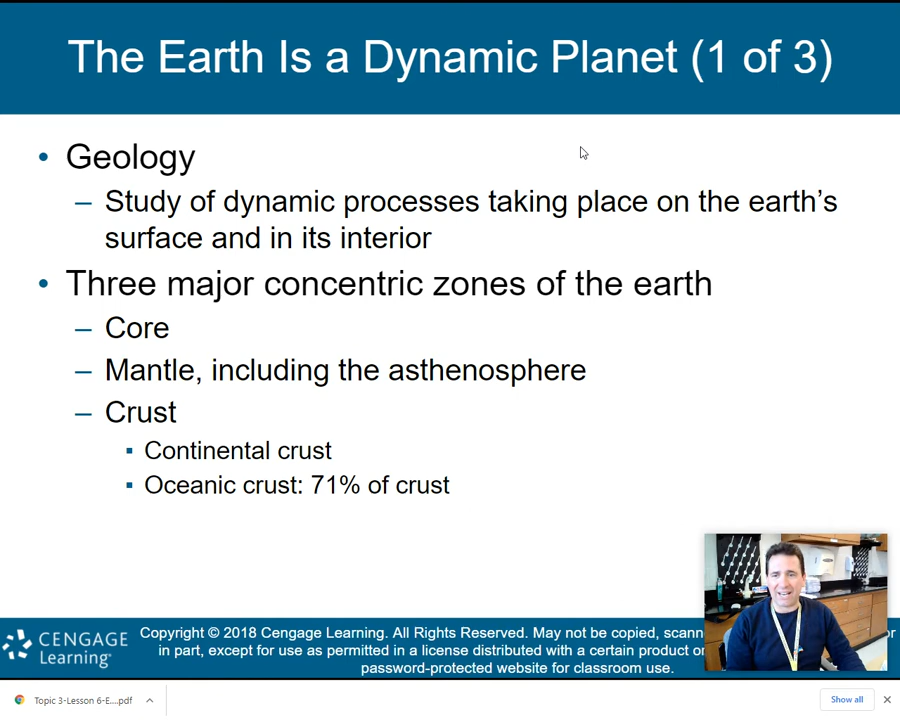 The Earth Is a Dynamic Planet (1 of 3)
• Geology
– Study of dynamic processes taking place on the earth’s
surface and in its interior
• Three major concentric zones of the earth
– Core
– Mantle, including the asthenosphere
– Crust
▪ Continental crust
▪ Oceanic crust: 71% of crust
CENGAGE
Learning
Copyright © 2018 Cengage Learning. All Rights Reserved. May not be copied,
in part, except for use as permitted in a license distributed with a certain product
password-protected website for classroom use.
Topic 3-Lesson 6-E....pdf
Show all